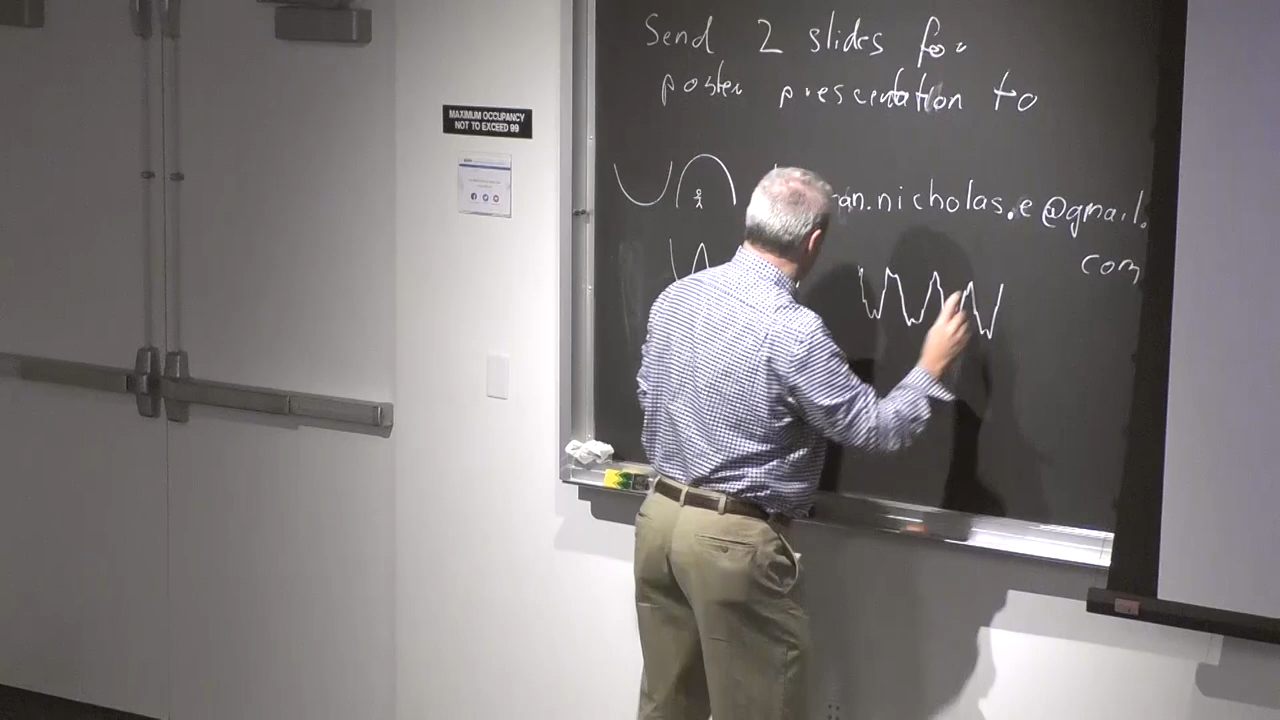 Send 2 slides for
poster presentation to
MAXIMUM OCCUPANCY
NOT TO EXCEED 99
an.nicholas.e@gmail.
com